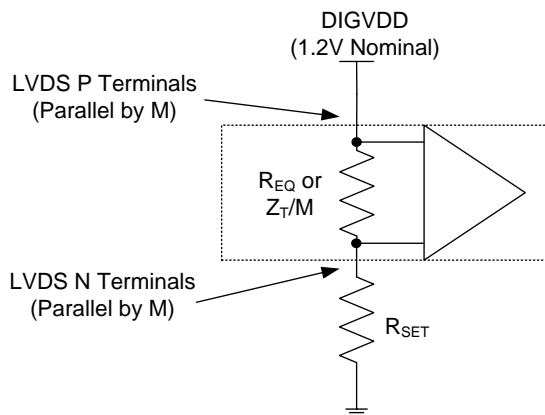 DIGVDD
(1.2V Nominal)
LVDS P Terminals
(Parallel by M)
REQ or
ZT/M
LVDS N Terminals
(Parallel by M)
RSET